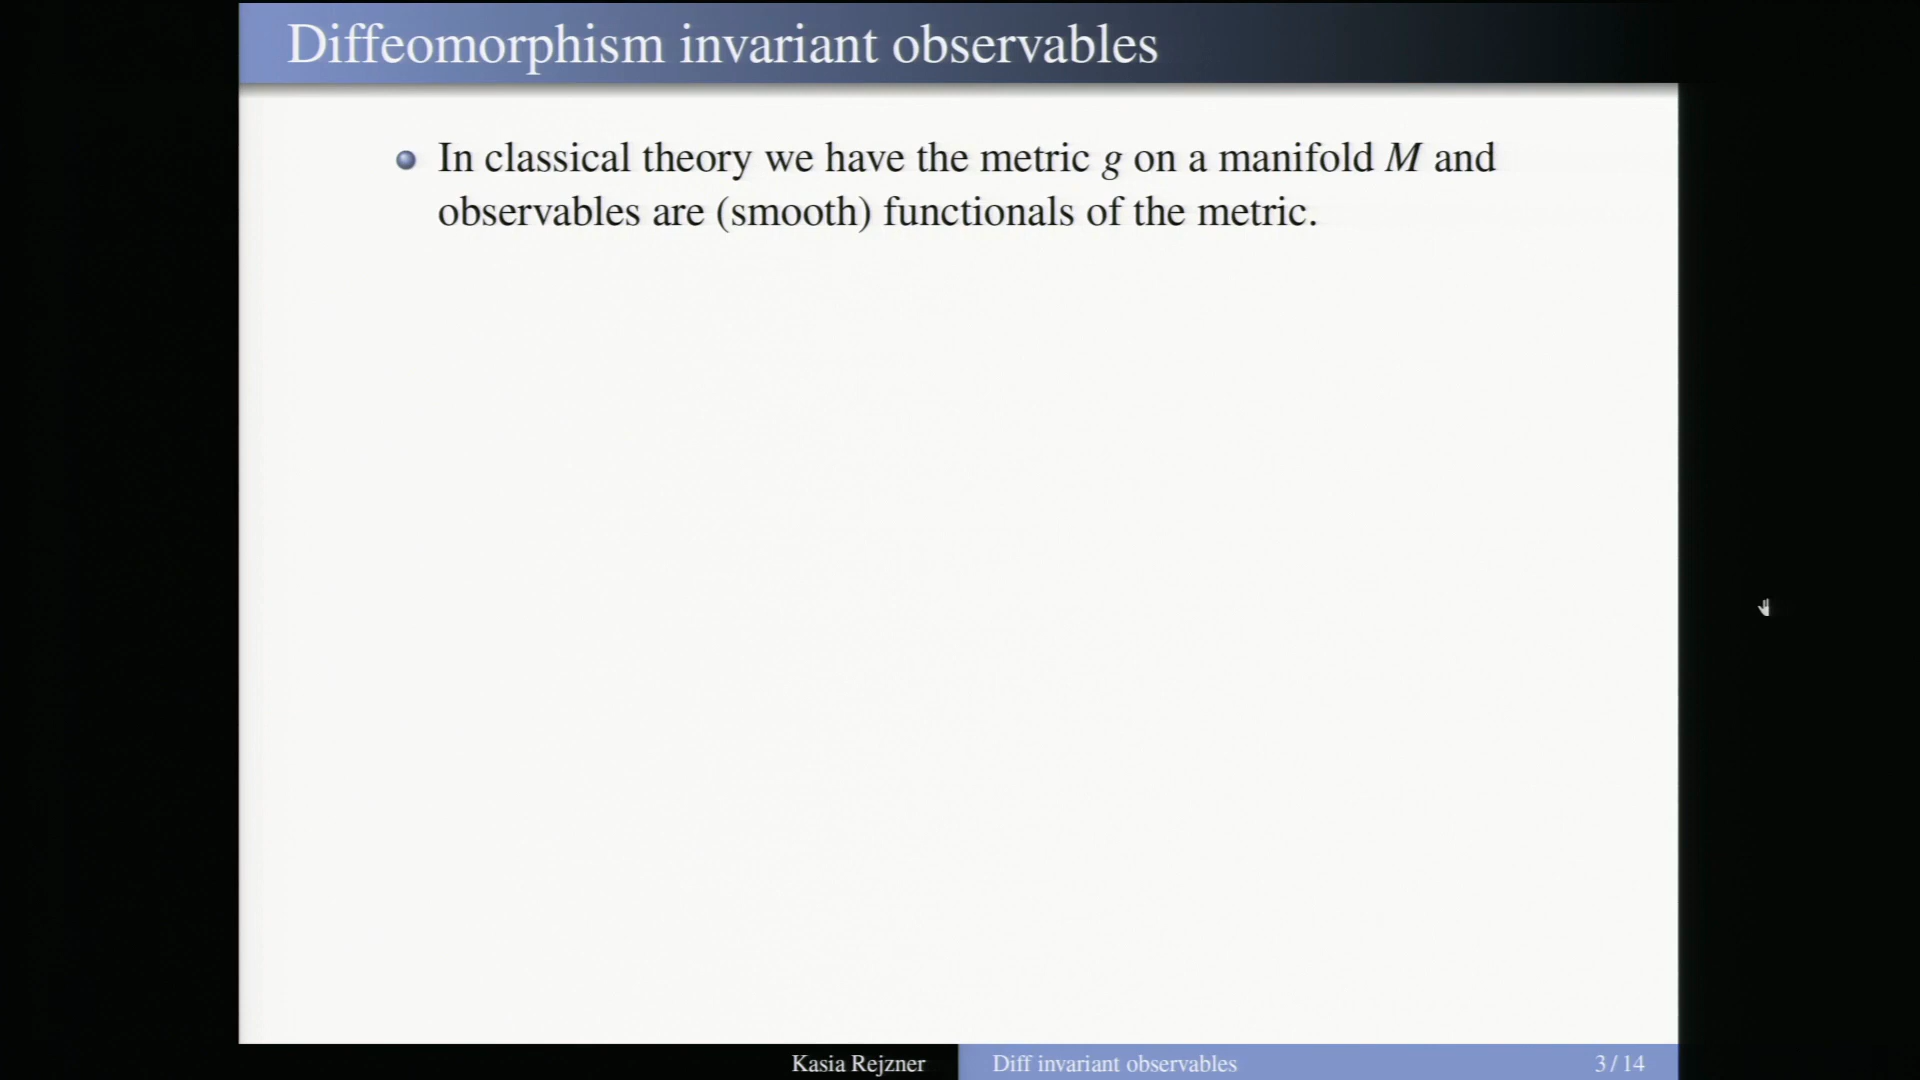 Diffeomorphism invariant observables
In classical theory we have the metric g on a manifold M and
observables are (smooth) functionals of the metric.
Kasia Rejzner
Diff invariant observables
3 / 14